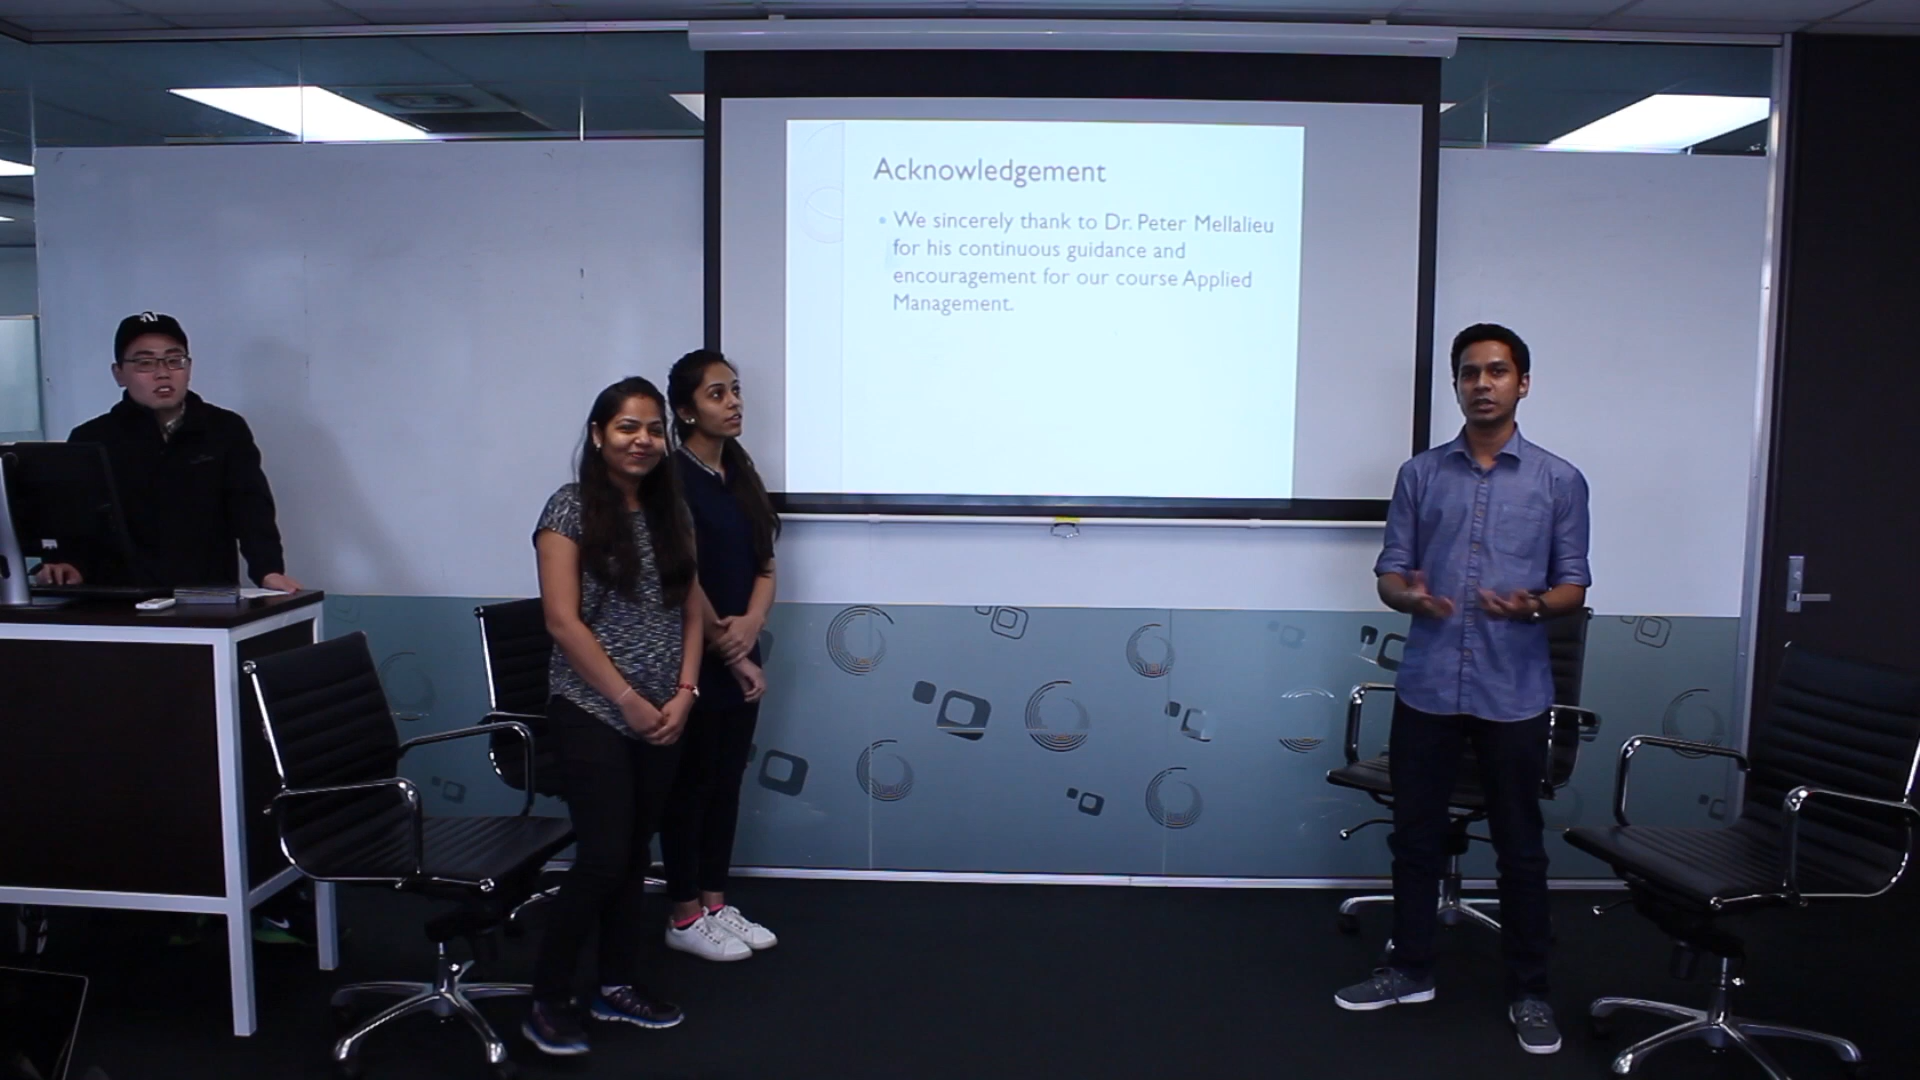 Acknowledgement
• We sincerely thank to Dr. Peter Mellalieu
for his continuous guidance and
encouragement for our course Applied
Management.